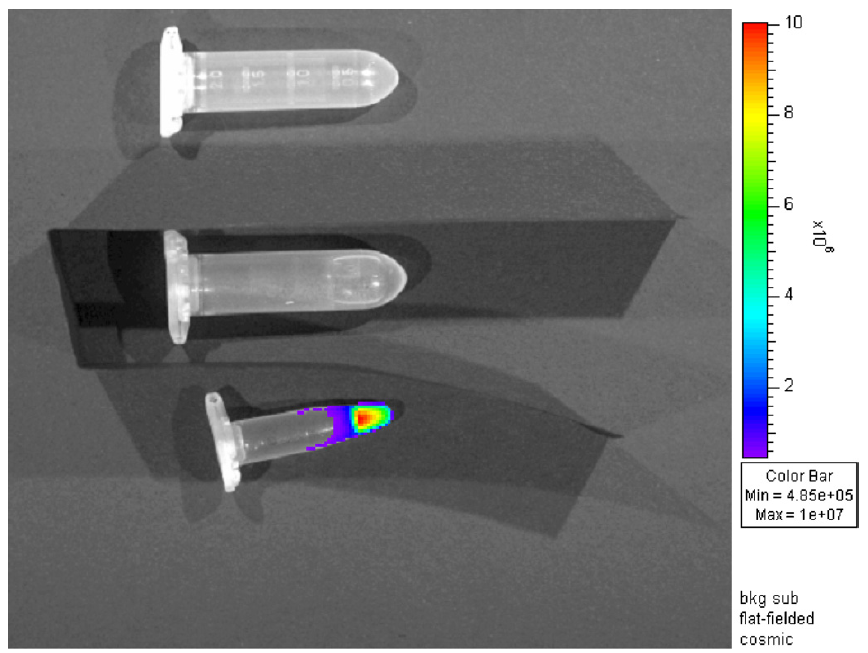 10
8
6
4
2
x10^6
Color Bar
Min = 4.85e+05
Max = 1e+07
bkg sub
flat-fielded
cosmic